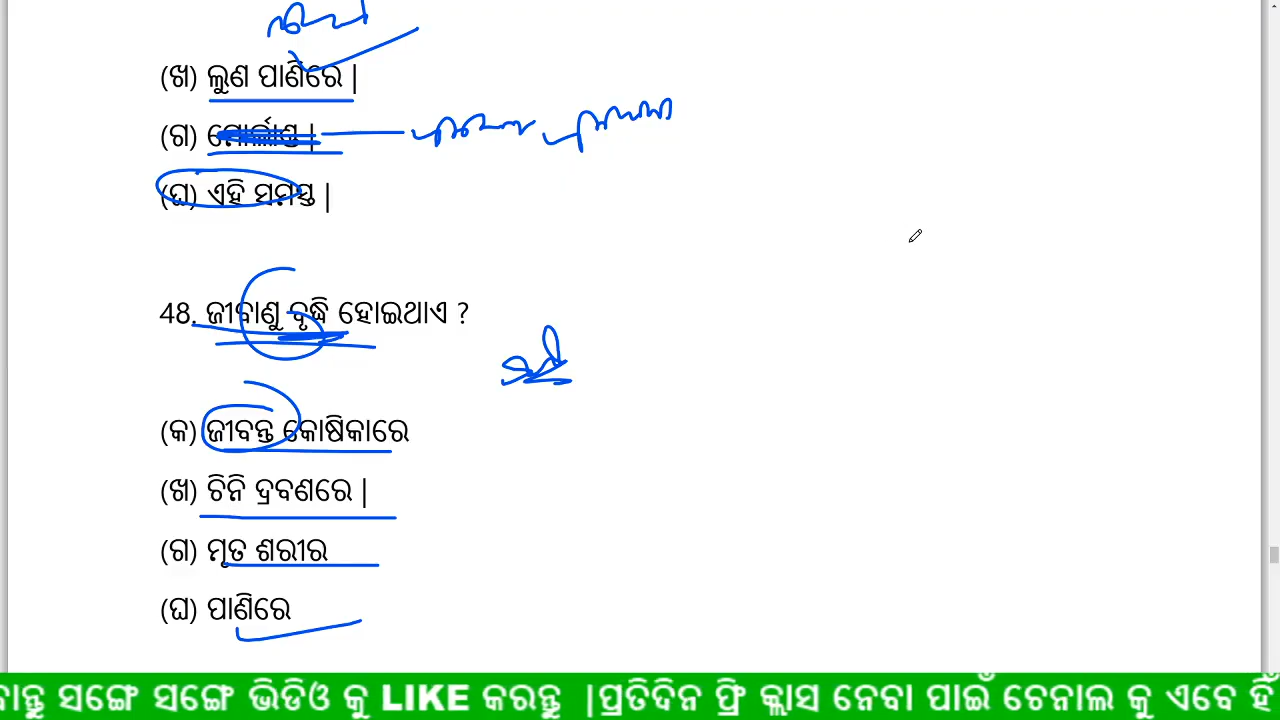 (ଖ) ଲୁଣ ପାଣିରେ |
(ଗ) ମୋର୍ଲାଣ୍ଡ |
(ଘ) ଏହି ସମସ୍ତ |
48. ଜୀବାଣୁ ବୃଦ୍ଧି ହୋଇଥାଏ ?
(କ) ଜୀବନ୍ତ କୋଷିକାରେ
(ଖ) ଚିନି ଦ୍ରବଣରେ |
(ଗ) ମୃତ ଶରୀର
(ଘ) ପାଣିରେ
ବାନ୍ତୁ ସଙ୍ଗେ ସଙ୍ଗେ ଭିଡିଓ କୁ LIKE କରନ୍ତୁ |ପ୍ରତିଦିନ ଫ୍ରି କ୍ଲାସ ନେବା ପାଇଁ ଚେନାଲ କୁ ଏବେ ହିଁ